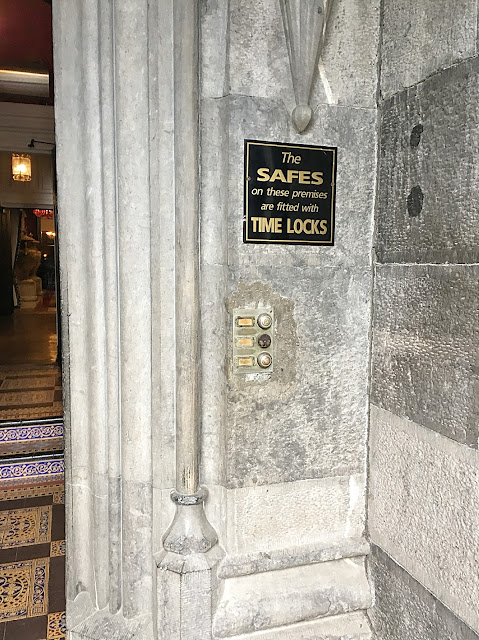 The
SAFES
on these premises
are fitted with
TIME LOCKS